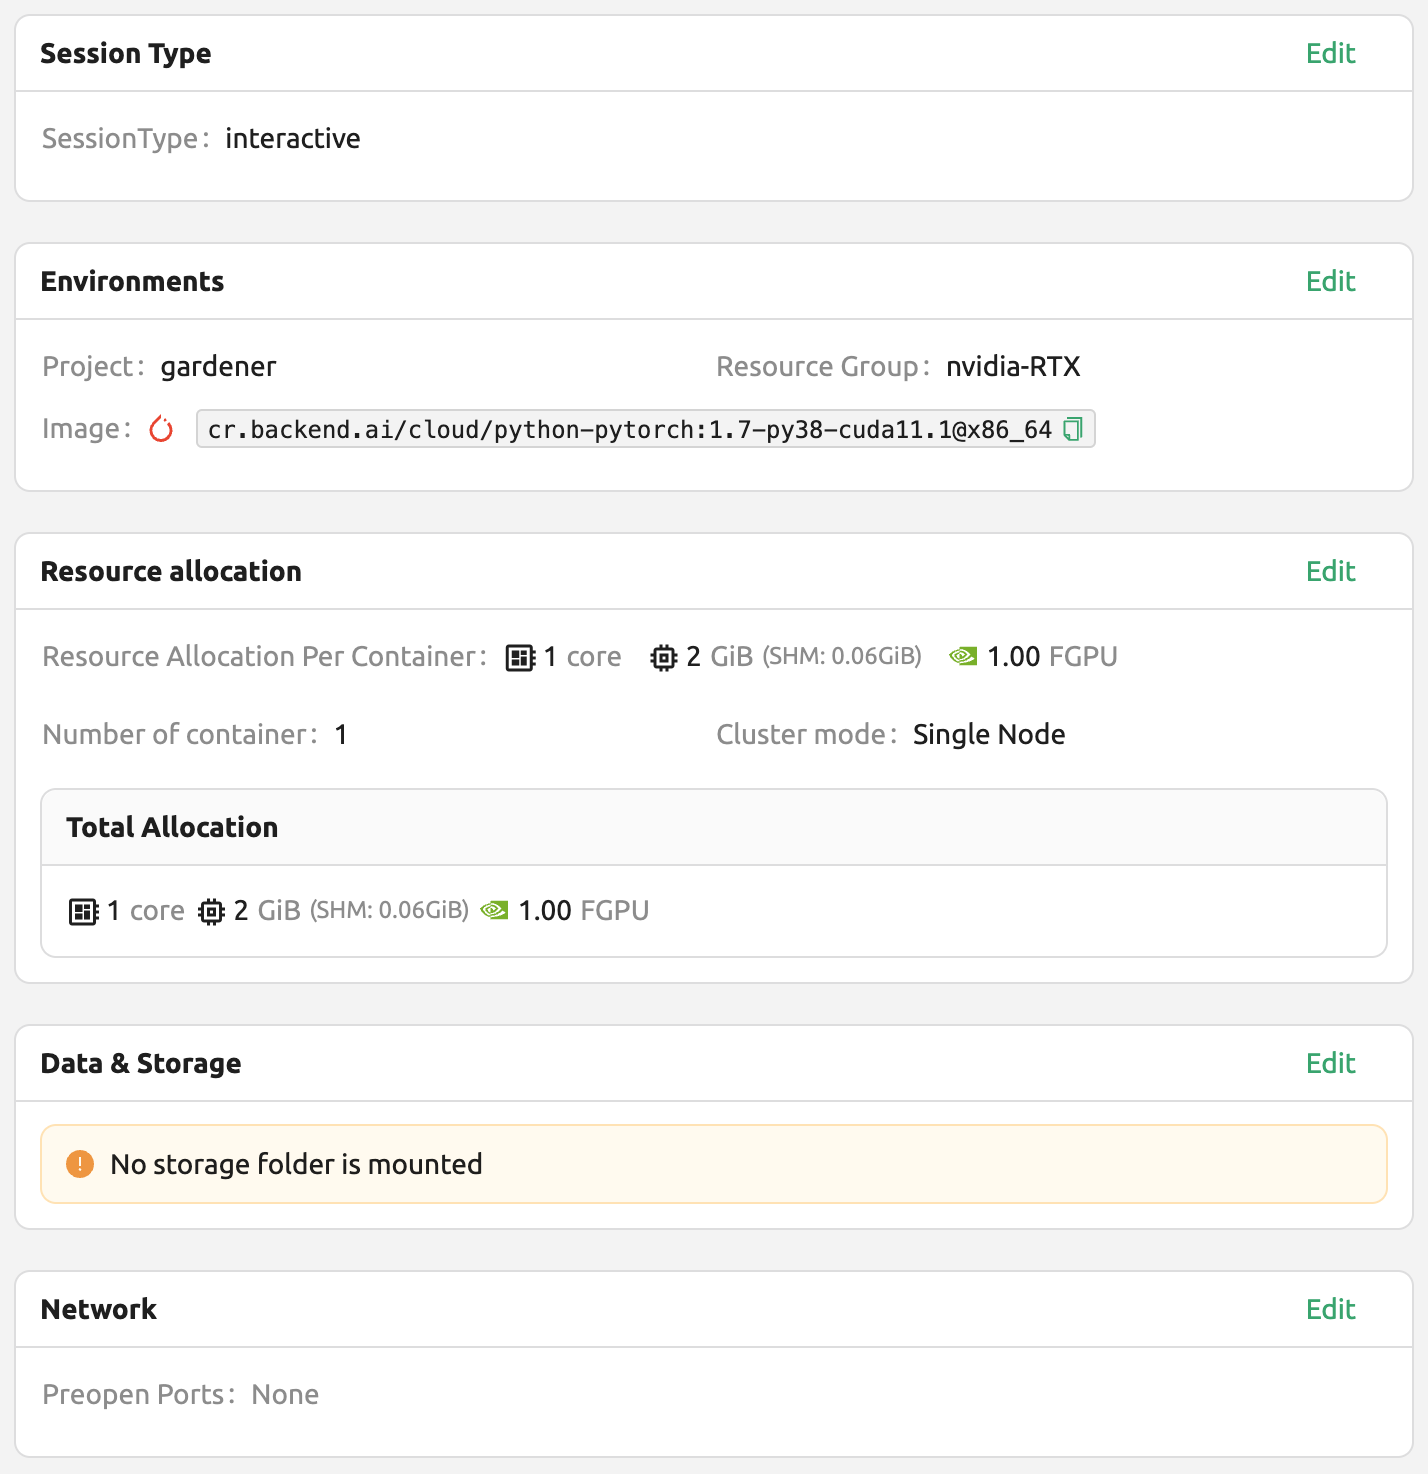 Session Type Edit
SessionType: interactive
Environments Edit
Project: gardener Resource Group: nvidia-RTX
Image: cr.backend.ai/cloud/python-pytorch:1.7-py38-cuda11.1@x86_64
Resource allocation Edit
Resource Allocation Per Container: 1 core 2 GiB (SHM: 0.06GiB) 1.00 FGPU
Number of container: 1 Cluster mode: Single Node
Total Allocation
1 core 2 GiB (SHM: 0.06GiB) 1.00 FGPU
Data & Storage Edit
No storage folder is mounted
Network Edit
Preopen Ports: None